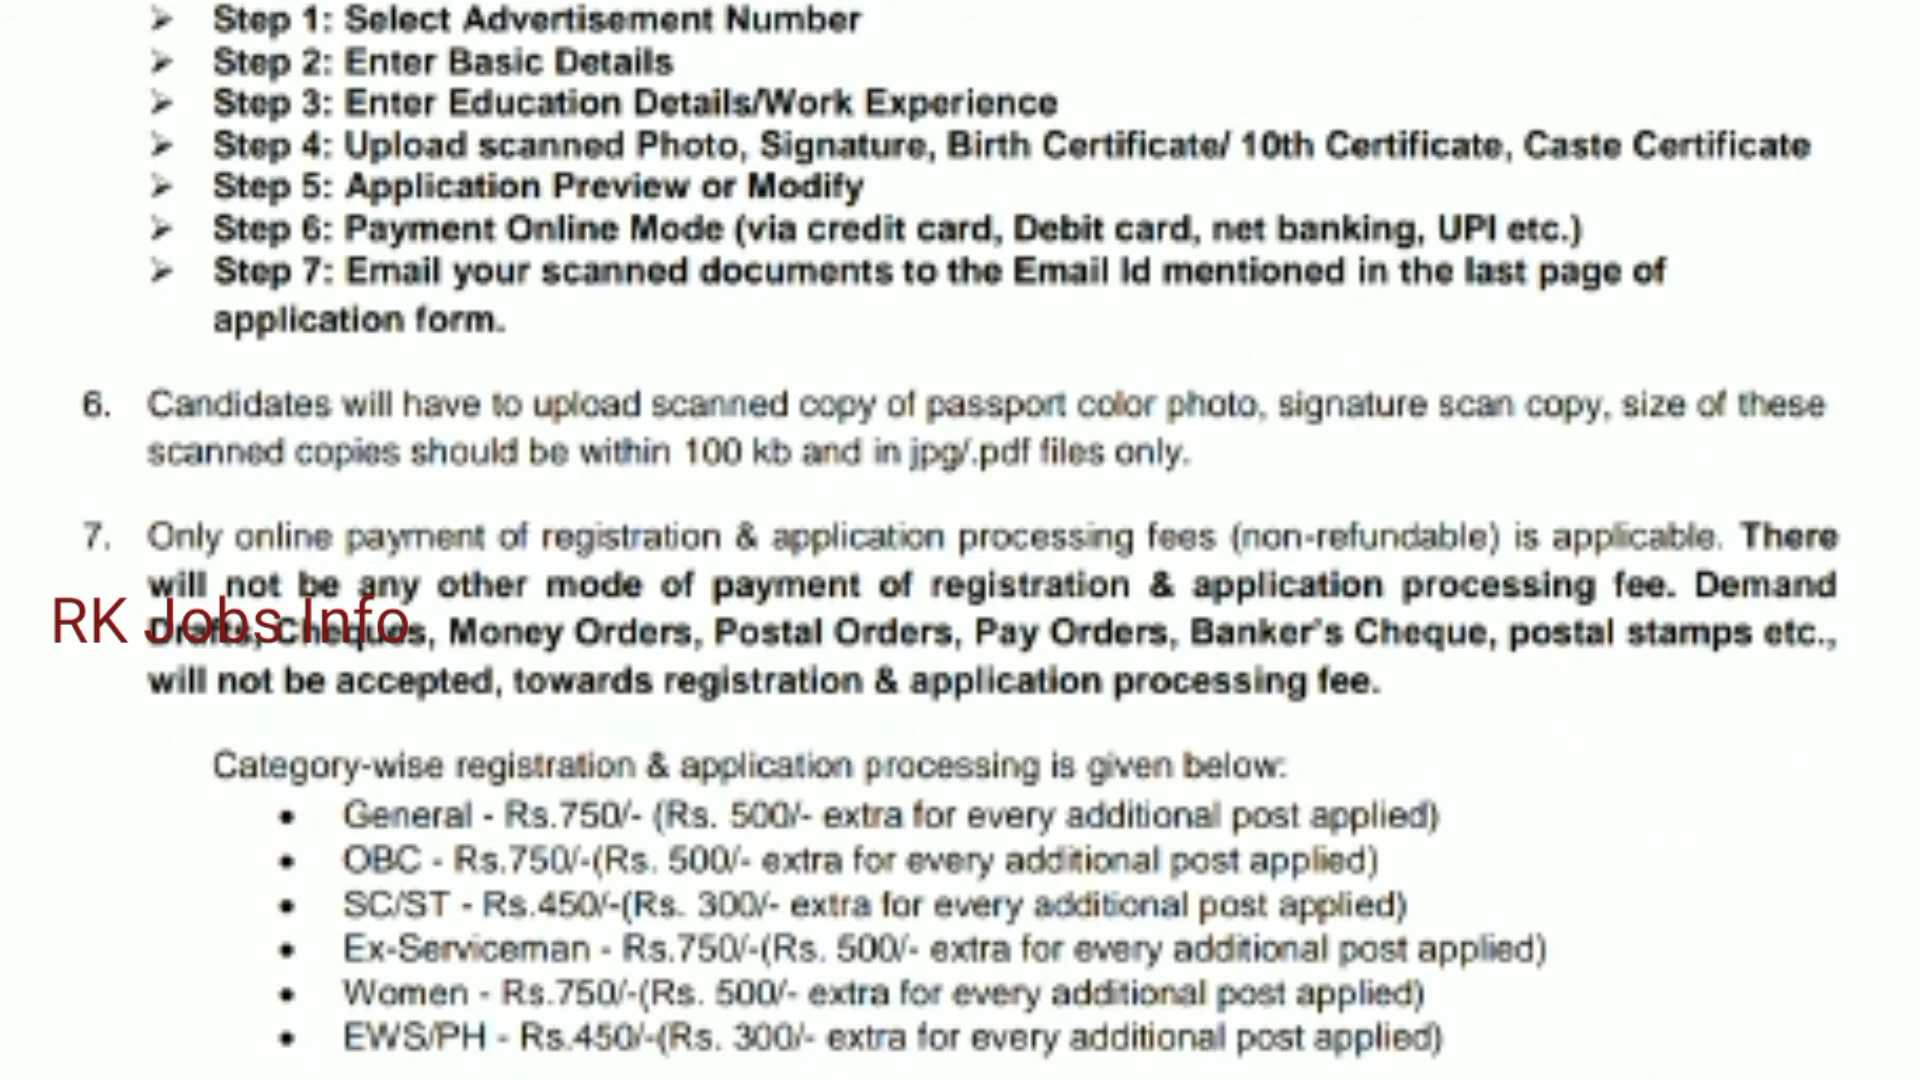 ➢ Step 1: Select Advertisement Number
➢ Step 2: Enter Basic Details
➢ Step 3: Enter Education Details/Work Experience
➢ Step 4: Upload scanned Photo, Signature, Birth Certificate/ 10th Certificate, Caste Certificate
➢ Step 5: Application Preview or Modify
➢ Step 6: Payment Online Mode (via credit card, Debit card, net banking, UPI etc.)
➢ Step 7: Email your scanned documents to the Email Id mentioned in the last page of
application form.
6. Candidates will have to upload scanned copy of passport color photo, signature scan copy, size of these
scanned copies should be within 100 kb and in jpg/.pdf files only.
7. Only online payment of registration & application processing fees (non-refundable) is applicable. There
will not be any other mode of payment of registration & application processing fee. Demand
RK Jobs Info
Drafts, Cheques, Money Orders, Postal Orders, Pay Orders, Banker's Cheque, postal stamps etc.,
will not be accepted, towards registration & application processing fee.
Category-wise registration & application processing is given below:
• General - Rs.750/- (Rs. 500/- extra for every additional post applied)
• OBC - Rs.750/-(Rs. 500/- extra for every additional post applied)
• SC/ST - Rs.450/-(Rs. 300/- extra for every additional post applied)
• Ex-Serviceman - Rs.750/-(Rs. 500/- extra for every additional post applied)
• Women - Rs.750/-(Rs. 500/- extra for every additional post applied)
• EWS/PH - Rs.450/-(Rs. 300/- extra for every additional post applied)